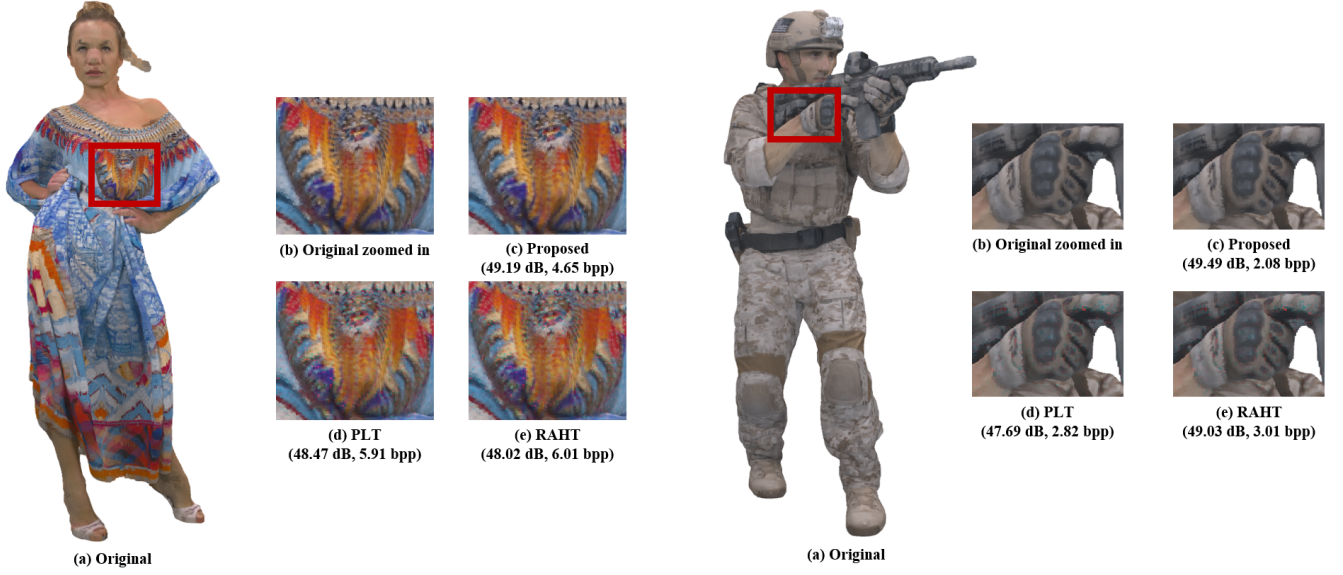 (b) Original zoomed in
(c) Proposed
(49.19 dB, 4.65 bpp)
(d) PLT
(48.47 dB, 5.91 bpp)
(e) RAHT
(48.02 dB, 6.01 bpp)
(a) Original
(b) Original zoomed in
(c) Proposed
(49.49 dB, 2.08 bpp)
(d) PLT
(47.69 dB, 2.82 bpp)
(e) RAHT
(49.03 dB, 3.01 bpp)
(a) Original